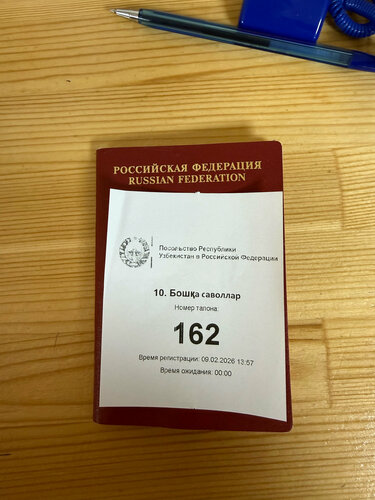 РОССИЙСКАЯ ФЕДЕРАЦИЯ
RUSSIAN FEDERATION
Посольство Республики
Узбекистан в Российской Федерации
10. Бошқа саволлар
Номер талона:
162
Время регистрации: 09.02.2026 13:57
Время ожидания: 00:00